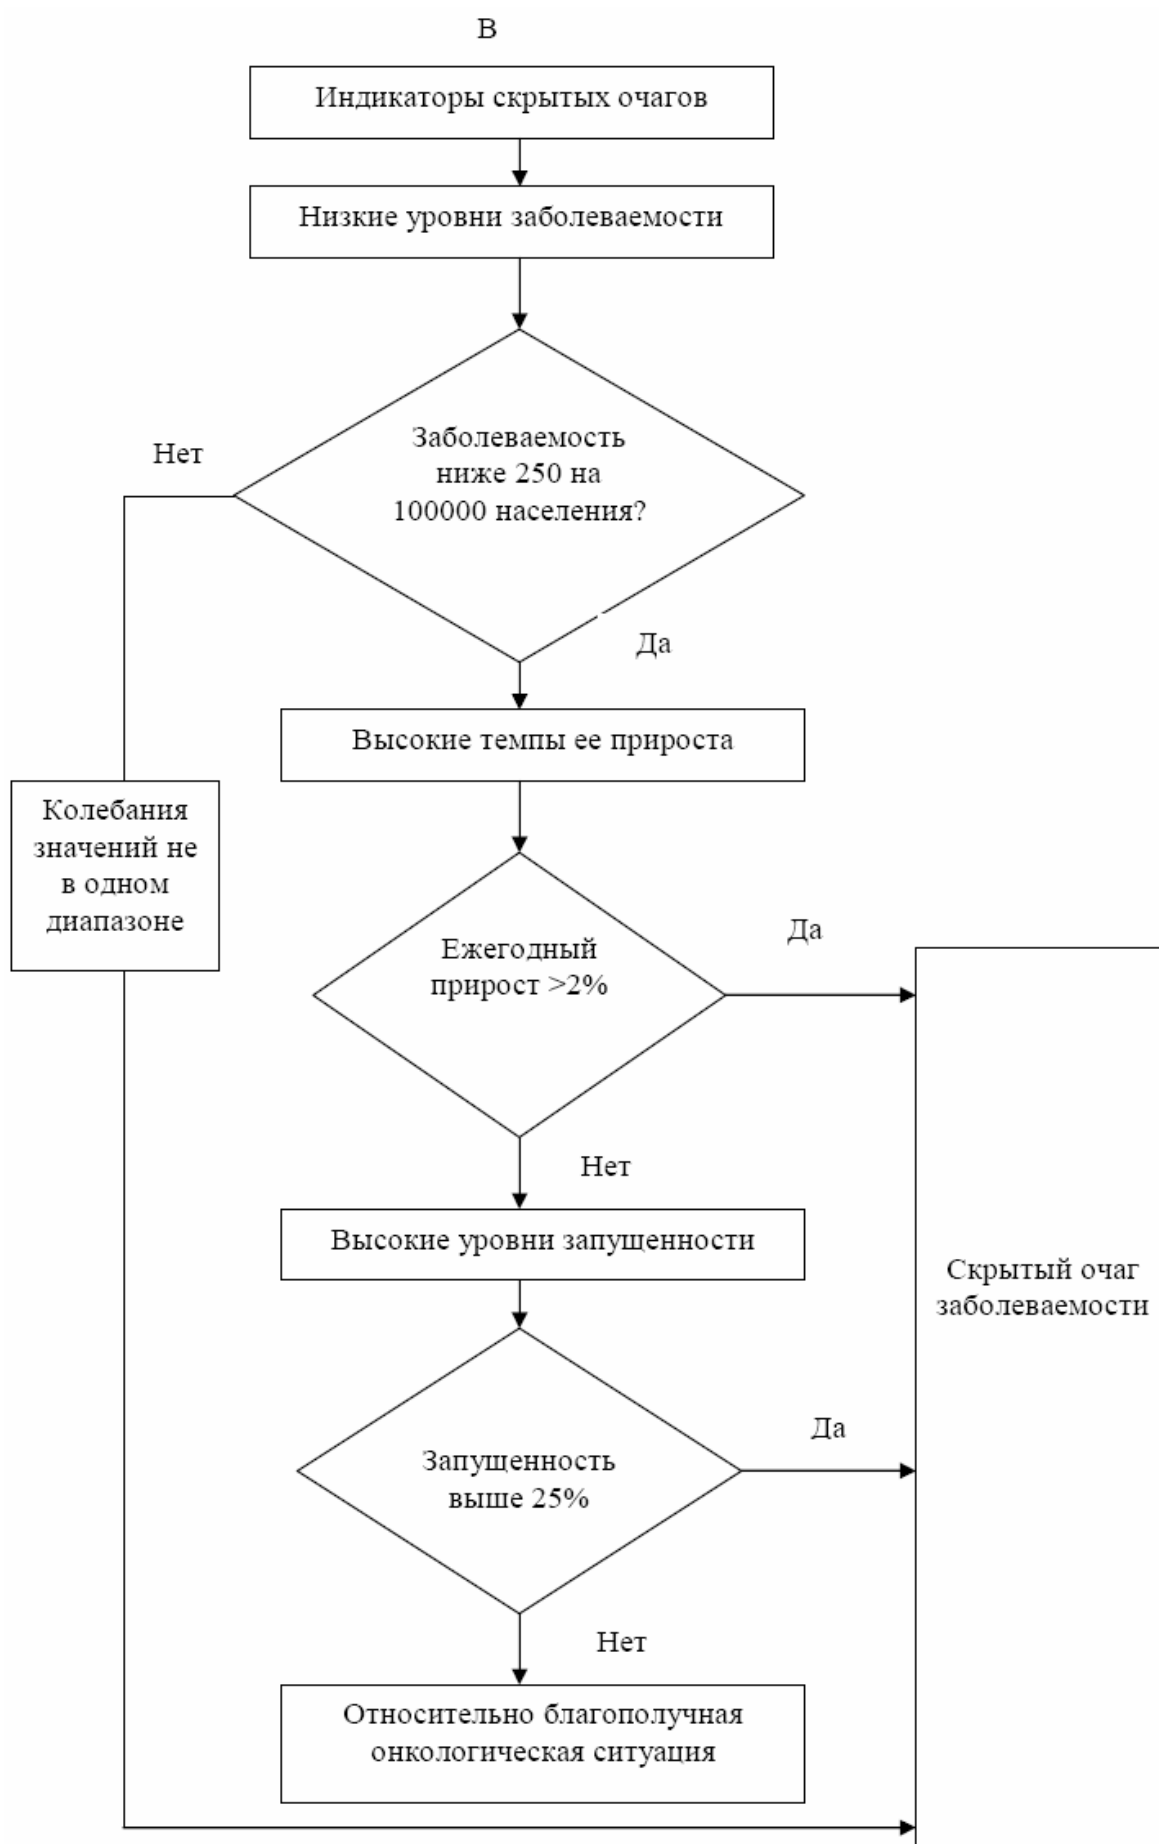 В
Индикаторы скрытых очагов
Низкие уровни заболеваемости
Заболеваемость
ниже 250 на
100000 населения?
Нет
Да
Высокие темпы ее прироста
Колебания
значений не
в одном
диапазоне
Ежегодный
прирост >2%
Да
Нет
Высокие уровни запущенности
Скрытый очаг
заболеваемости
Запущенность
выше 25%
Да
Нет
Относительно благополучная
онкологическая ситуация